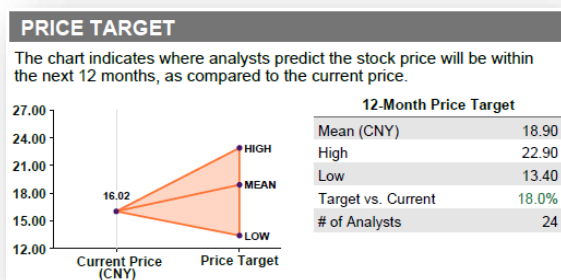 PRICE TARGET
The chart indicates where analysts predict the stock price will be within
the next 12 months, as compared to the current price.
27.00
24.00
21.00
18.00
15.00
12.00
16.02
HIGH
MEAN
LOW
Current Price
(CNY)
Price Target
12-Month Price Target
Mean (CNY) 18.90
High 22.90
Low 13.40
Target vs. Current 18.0%
# of Analysts 24